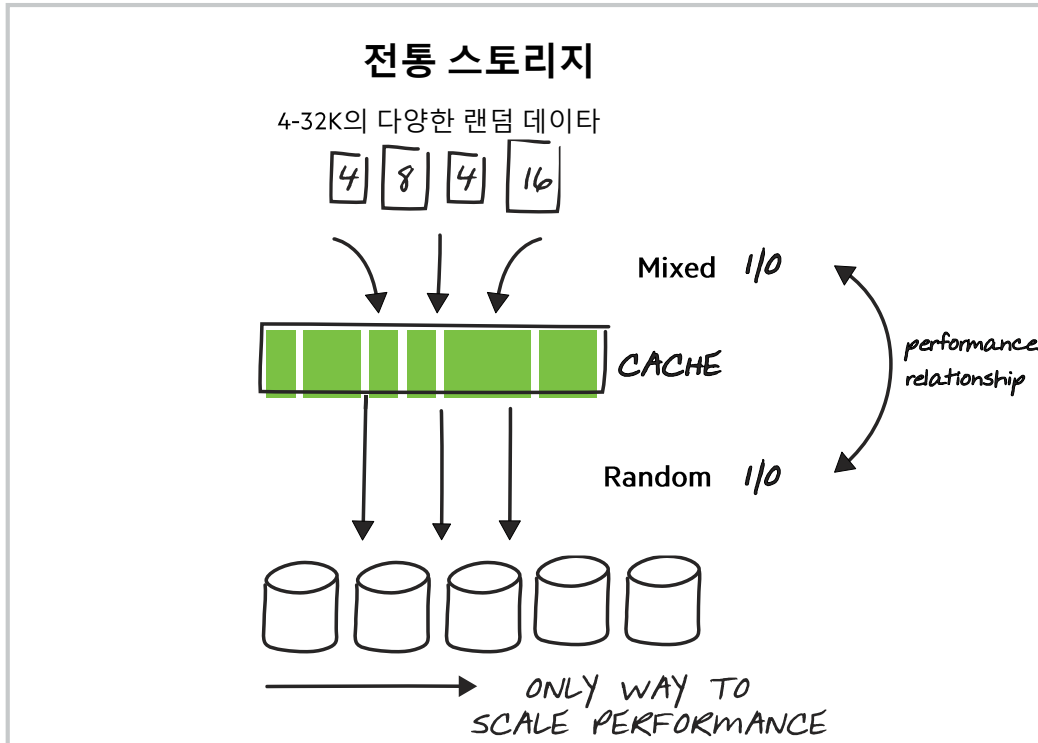 전통 스토리지
4-32K의 다양한 랜덤 데이타
4 8 4 16
Mixed I/O
performance
relationship
CACHE
Random I/O
ONLY WAY TO
SCALE PERFORMANCE